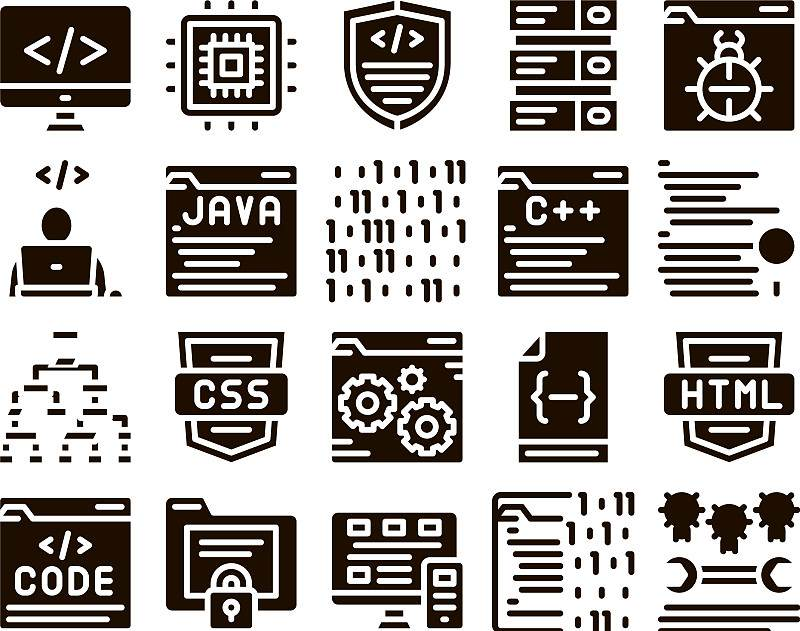 </>
</>
</>
JAVA
C++
CSS
{-}
HTML
</>
CODE